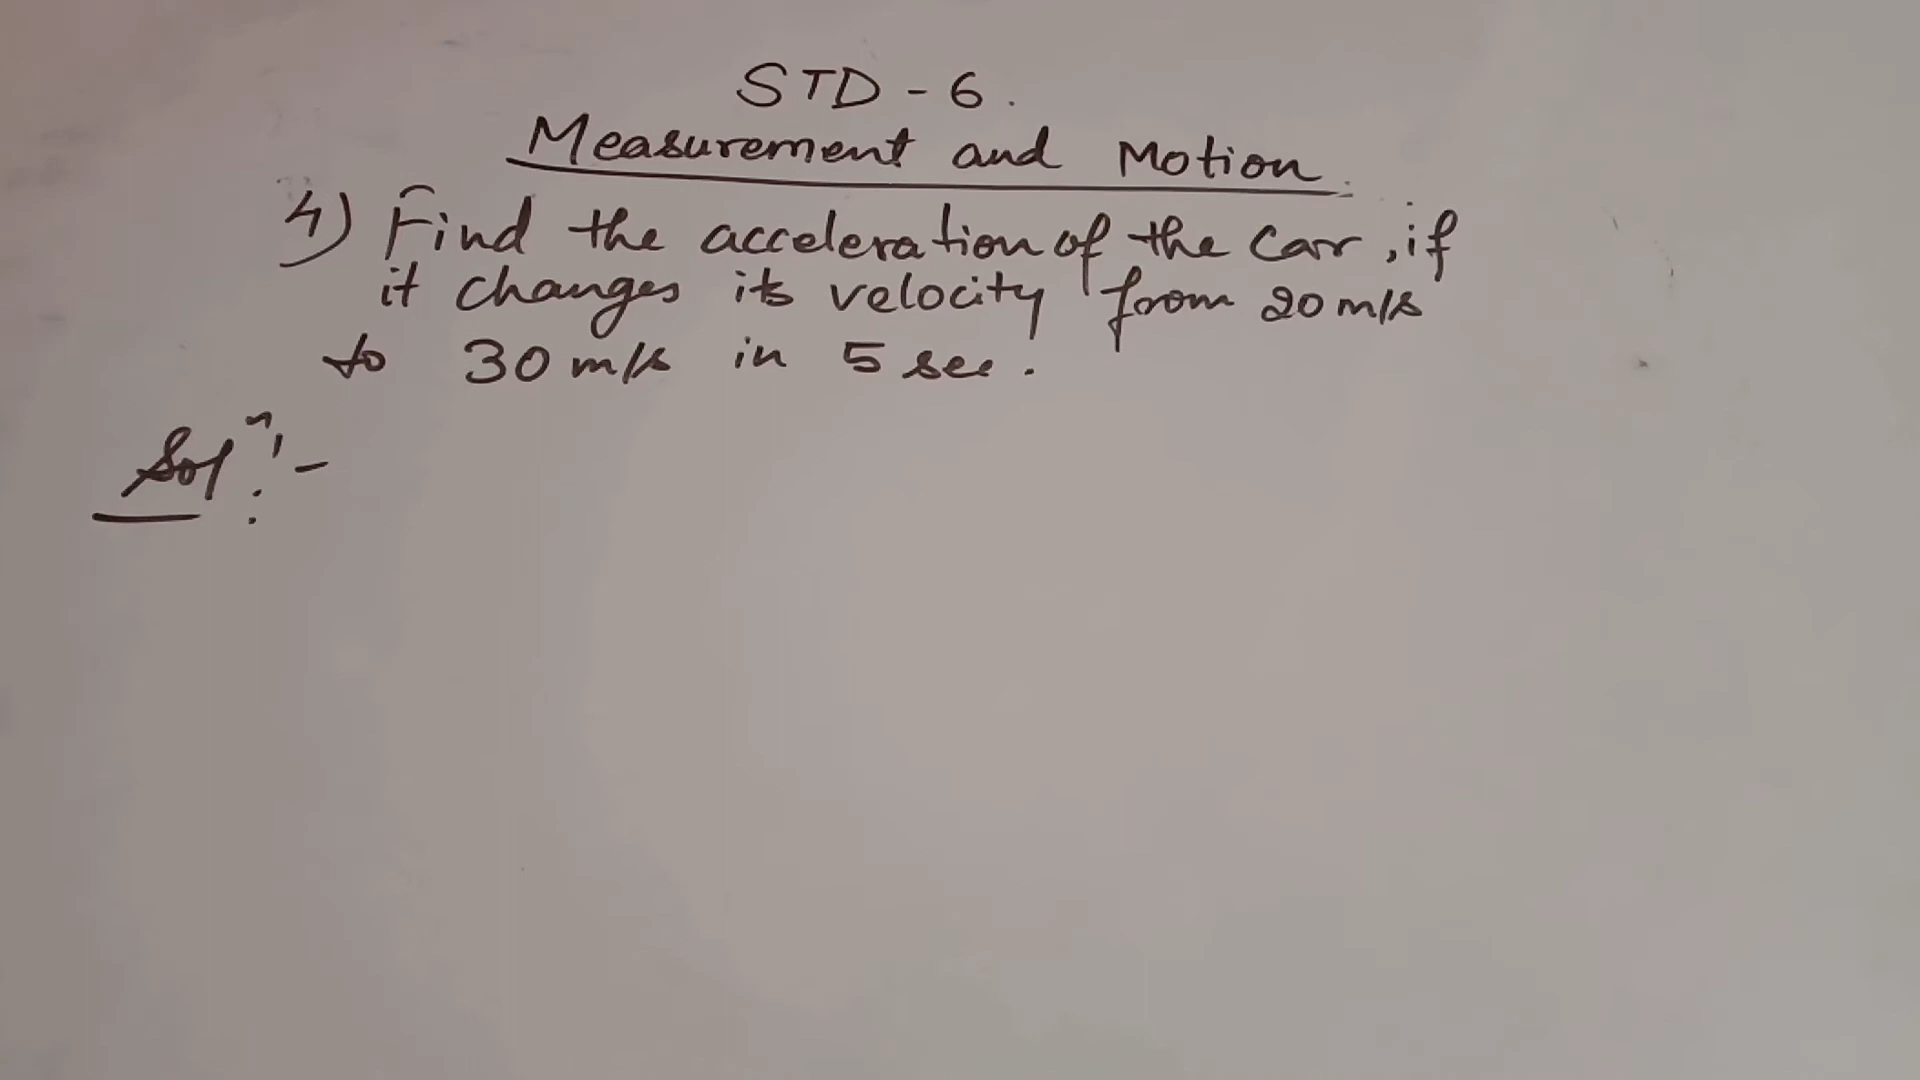 STD - 6.
Measurement and Motion.
4) Find the acceleration of the car, if
it changes its velocity from 20 m/s
to 30 m/s in 5 sec.
Solⁿ:-